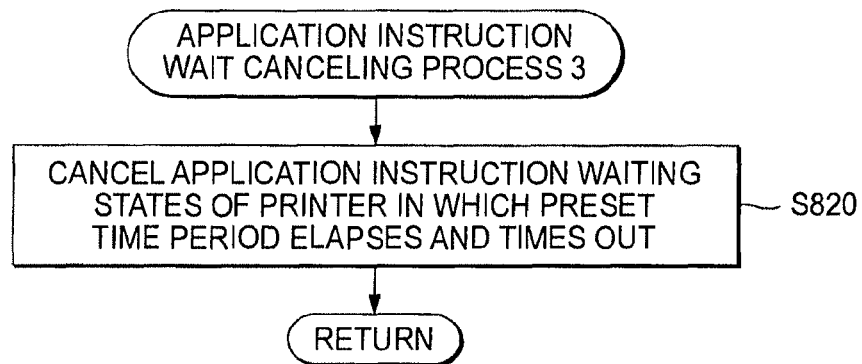 APPLICATION INSTRUCTION
WAIT CANCELING PROCESS 3
CANCEL APPLICATION INSTRUCTION WAITING
STATES OF PRINTER IN WHICH PRESET
TIME PERIOD ELAPSES AND TIMES OUT
S820
RETURN